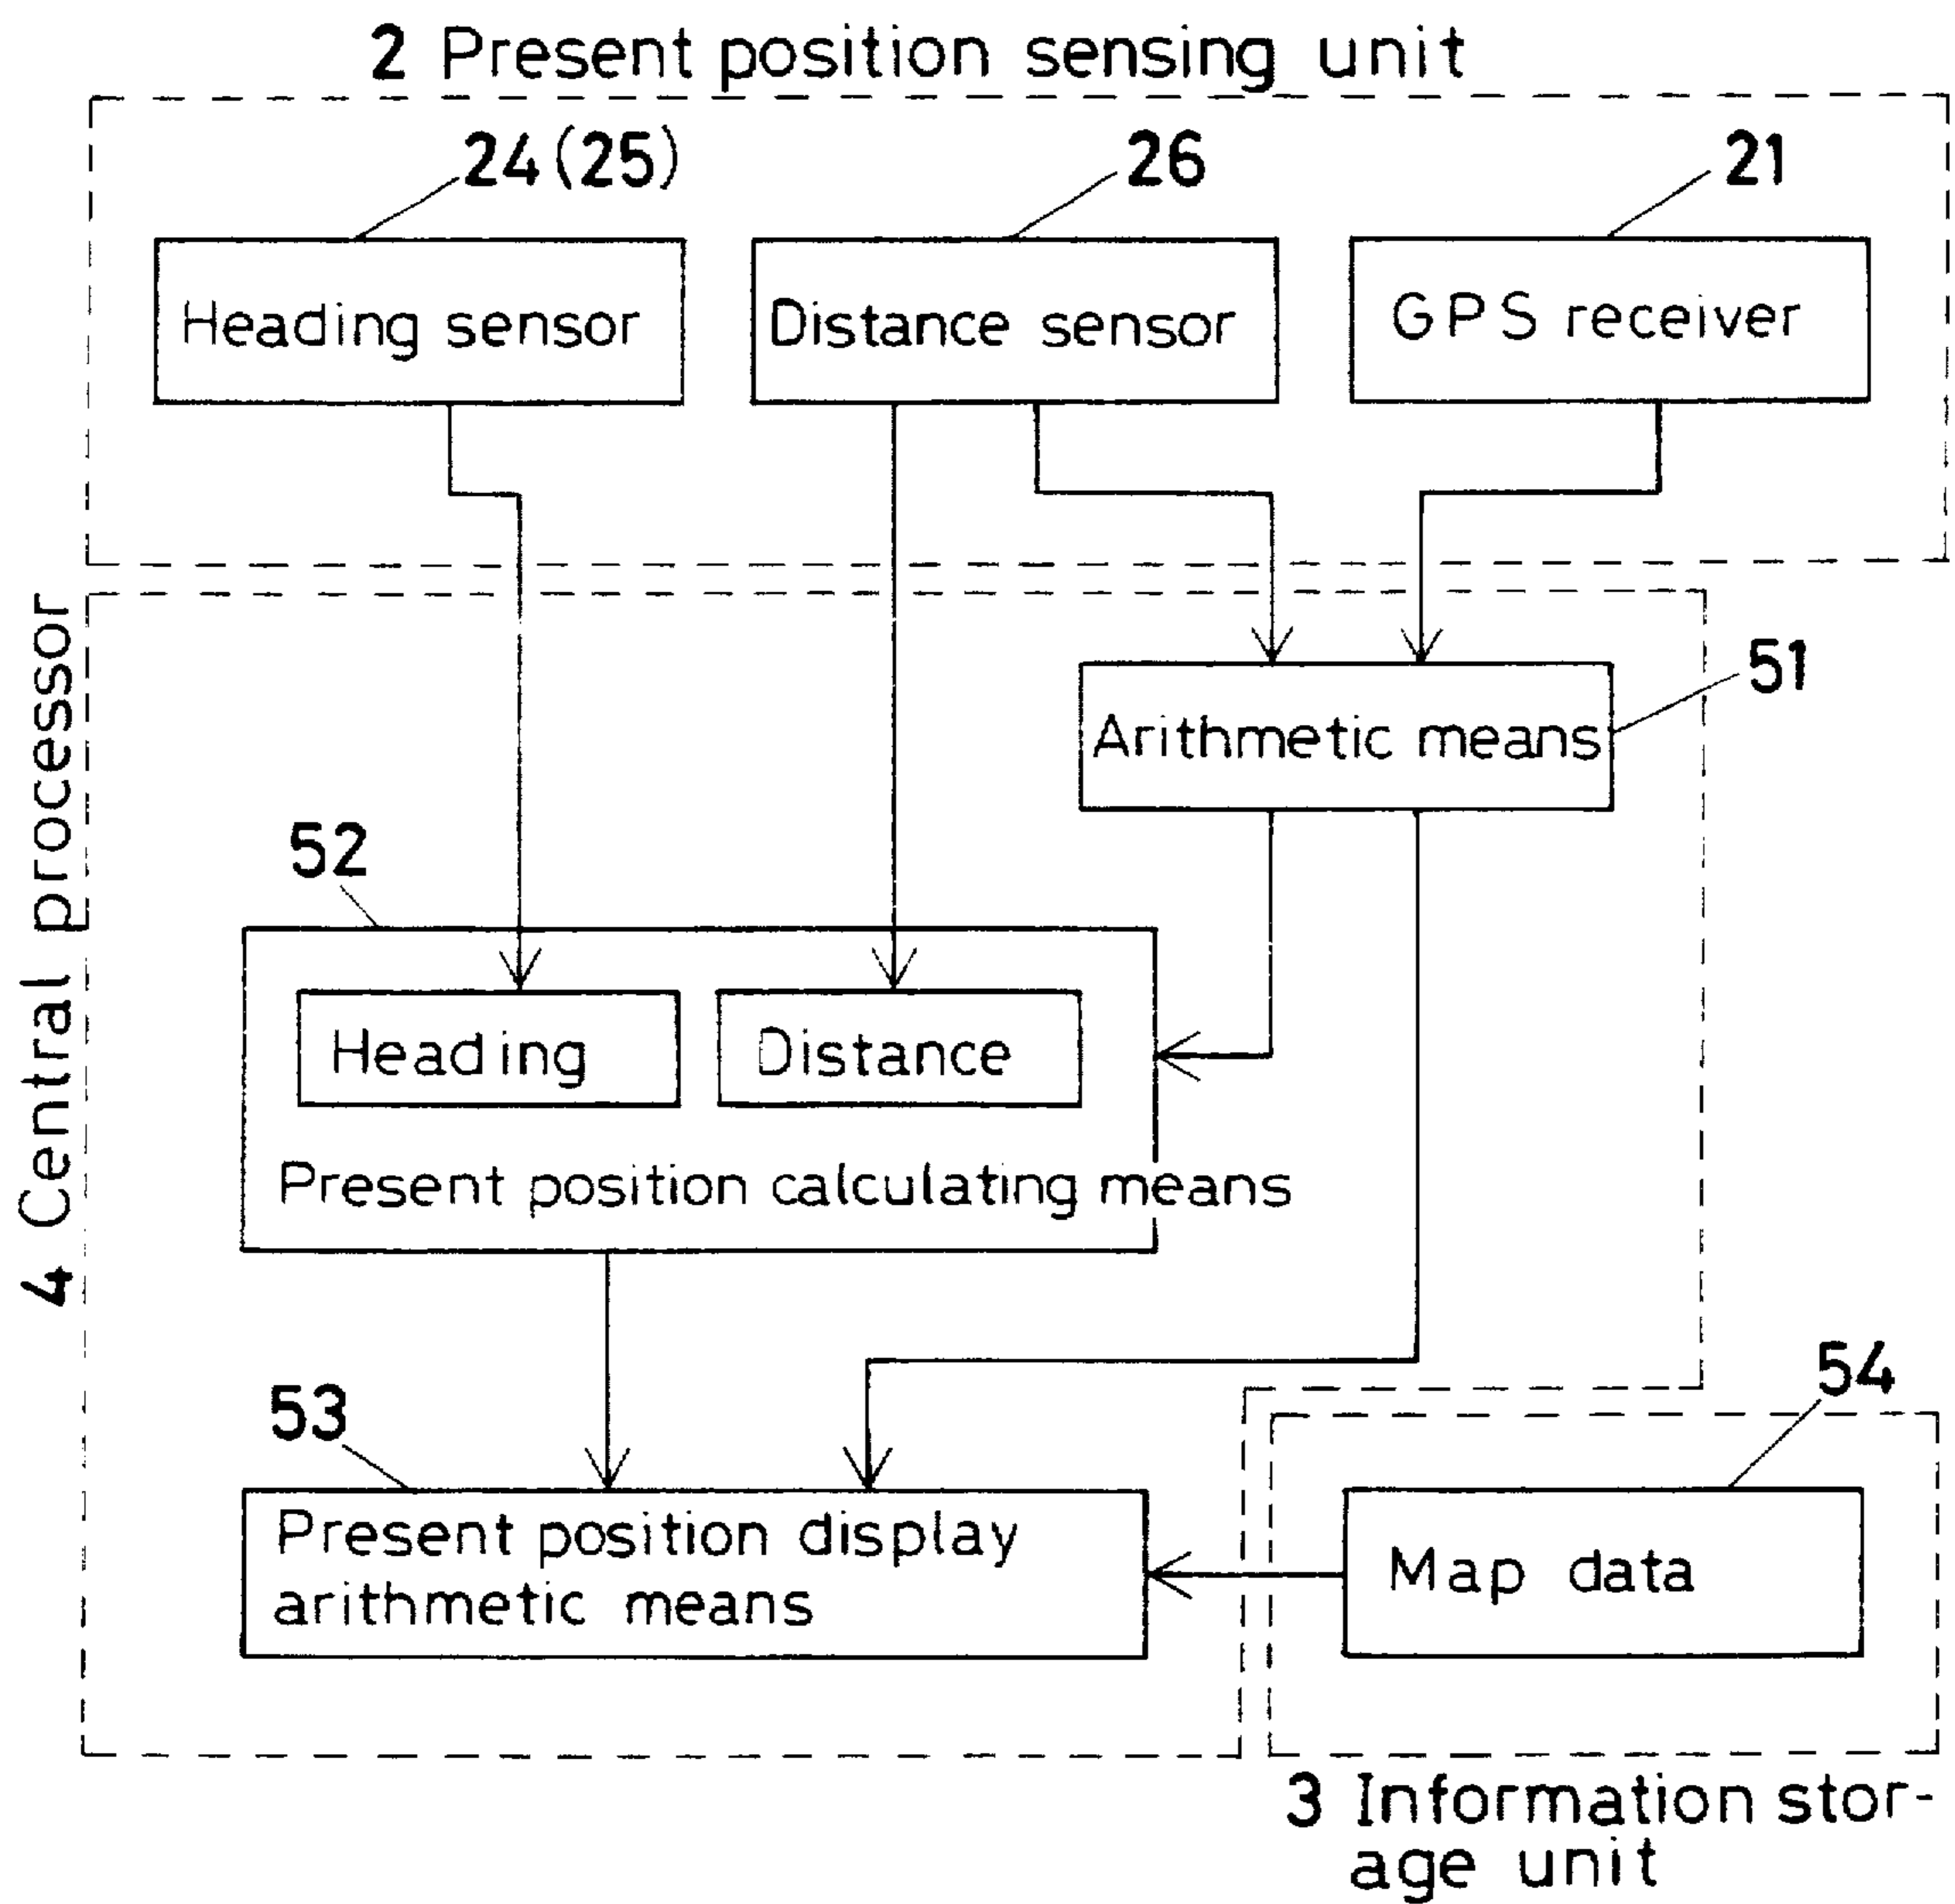 2 Present position sensing unit
24(25)
26
21
Heading sensor
Distance sensor
GPS receiver
4 Central processor
51
Arithmetic means
52
Heading
Distance
Present position calculating means
53
54
Present position display
arithmetic means
Map data
3 Information stor-
age unit